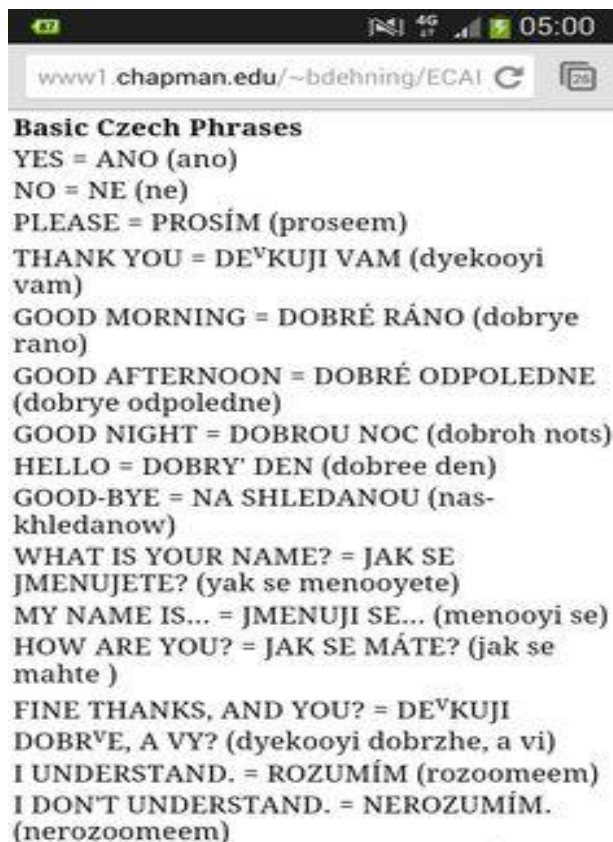 47 4G 05:00
www1.chapman.edu/~bdehning/ECAI 26
Basic Czech Phrases
YES = ANO (ano)
NO = NE (ne)
PLEASE = PROSÍM (proseem)
THANK YOU = DEᵛKUJI VAM (dyekooyi
vam)
GOOD MORNING = DOBRÉ RÁNO (dobrye
rano)
GOOD AFTERNOON = DOBRÉ ODPOLEDNE
(dobrye odpoledne)
GOOD NIGHT = DOBROU NOC (dobroh nots)
HELLO = DOBRY' DEN (dobree den)
GOOD-BYE = NA SHLEDANOU (nas-
khledanow)
WHAT IS YOUR NAME? = JAK SE
JMENUJETE? (yak se menooyete)
MY NAME IS... = JMENUJI SE... (menooyi se)
HOW ARE YOU? = JAK SE MÁTE? (jak se
mahte )
FINE THANKS, AND YOU? = DEᵛKUJI
DOBRᵛE, A VY? (dyekooyi dobrzhe, a vi)
I UNDERSTAND. = ROZUMÍM (rozoomeem)
I DON'T UNDERSTAND. = NEROZUMÍM.
(nerozoomeem)